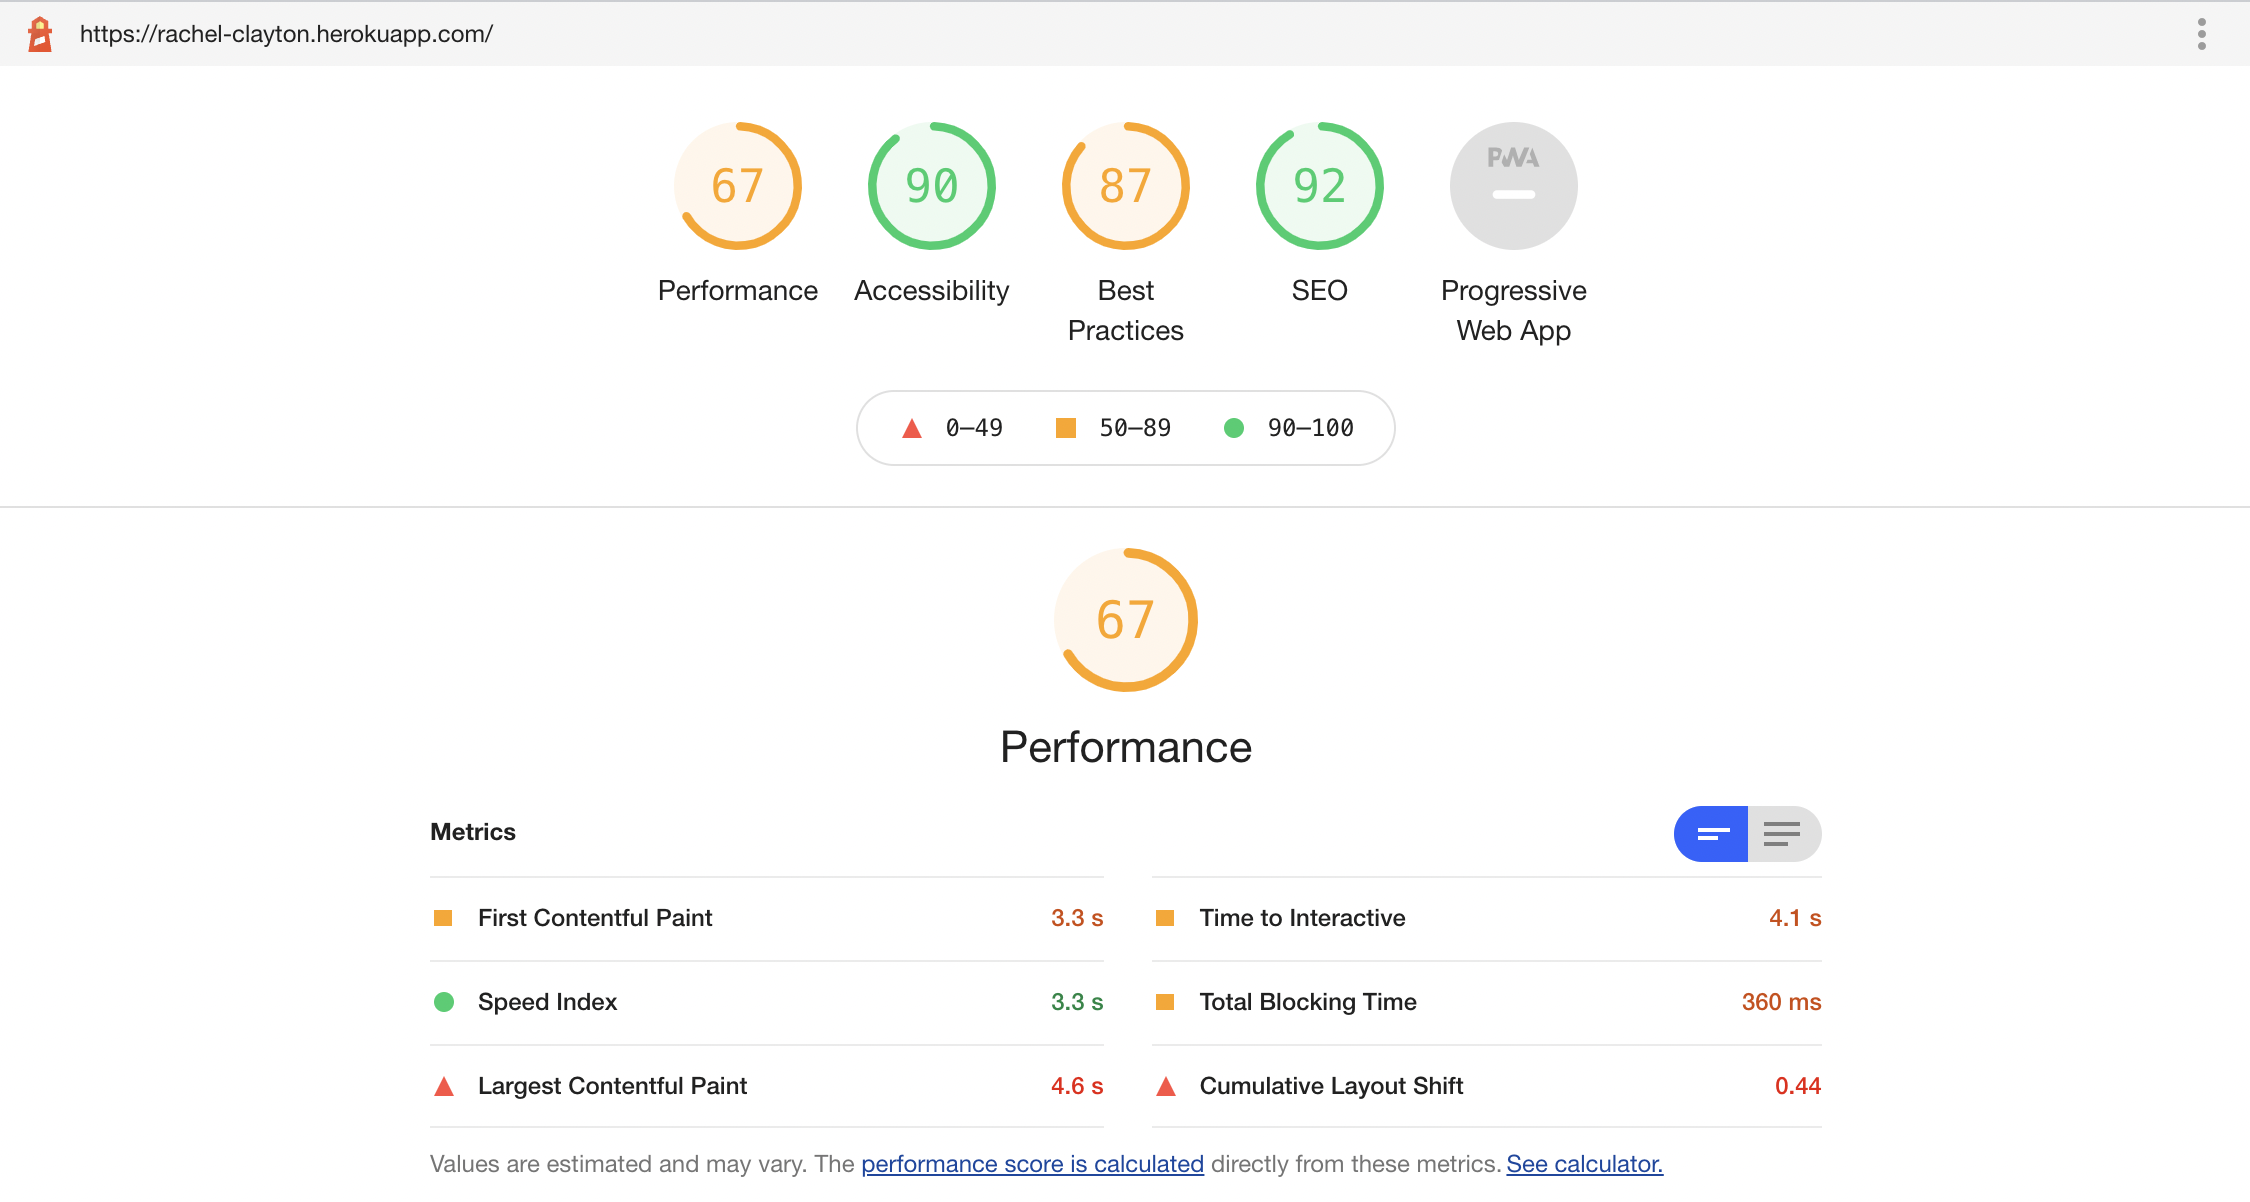 https://rachel-clayton.herokuapp.com/
67
90
87
92
PWA
Performance
Accessibility
Best
Practices
SEO
Progressive
Web App
0–49
50–89
90–100
67
Performance
Metrics
First Contentful Paint
3.3 s
Time to Interactive
4.1 s
Speed Index
3.3 s
Total Blocking Time
360 ms
Largest Contentful Paint
4.6 s
Cumulative Layout Shift
0.44
Values are estimated and may vary. The performance score is calculated directly from these metrics. See calculator.